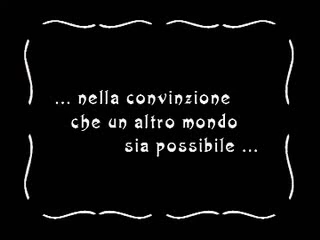 ... nella convinzione
che un altro mondo
sia possibile ...